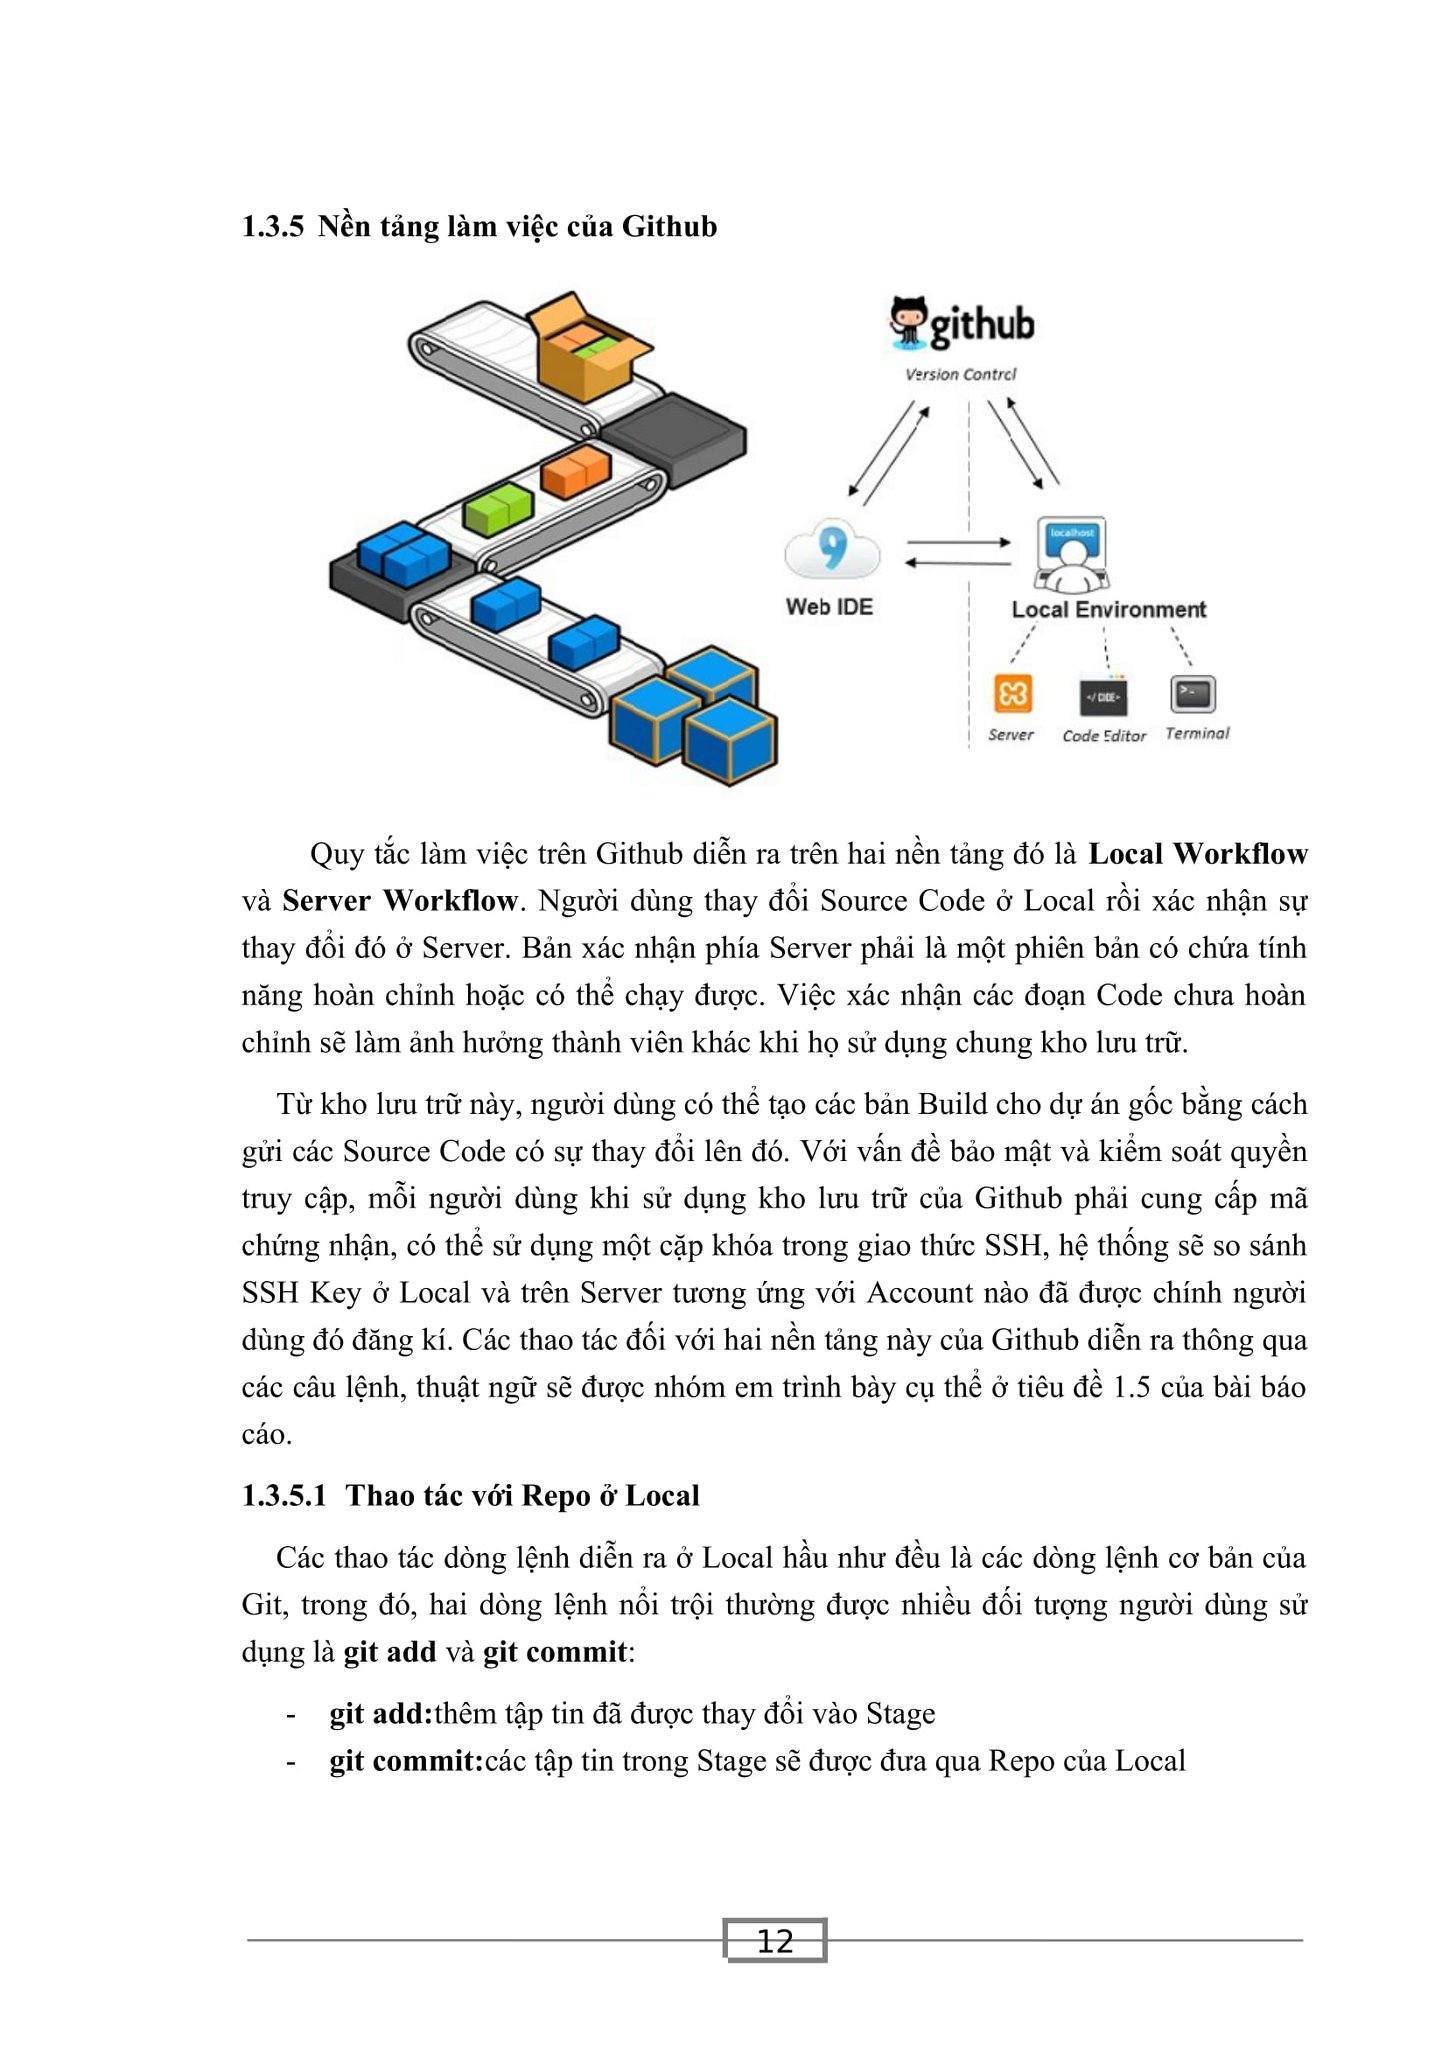 1.3.5 Nền tảng làm việc của Github
github
Version Control
localhost
Web IDE
Local Environment
</ CODE>
>-
Server
Code Editor
Terminal
Quy tắc làm việc trên Github diễn ra trên hai nền tảng đó là Local Workflow
và Server Workflow. Người dùng thay đổi Source Code ở Local rồi xác nhận sự
thay đổi đó ở Server. Bản xác nhận phía Server phải là một phiên bản có chứa tính
năng hoàn chỉnh hoặc có thể chạy được. Việc xác nhận các đoạn Code chưa hoàn
chỉnh sẽ làm ảnh hưởng thành viên khác khi họ sử dụng chung kho lưu trữ.
Từ kho lưu trữ này, người dùng có thể tạo các bản Build cho dự án gốc bằng cách
gửi các Source Code có sự thay đổi lên đó. Với vấn đề bảo mật và kiểm soát quyền
truy cập, mỗi người dùng khi sử dụng kho lưu trữ của Github phải cung cấp mã
chứng nhận, có thể sử dụng một cặp khóa trong giao thức SSH, hệ thống sẽ so sánh
SSH Key ở Local và trên Server tương ứng với Account nào đã được chính người
dùng đó đăng kí. Các thao tác đối với hai nền tảng này của Github diễn ra thông qua
các câu lệnh, thuật ngữ sẽ được nhóm em trình bày cụ thể ở tiêu đề 1.5 của bài báo
cáo.
1.3.5.1 Thao tác với Repo ở Local
Các thao tác dòng lệnh diễn ra ở Local hầu như đều là các dòng lệnh cơ bản của
Git, trong đó, hai dòng lệnh nổi trội thường được nhiều đối tượng người dùng sử
dụng là git add và git commit:
- git add:thêm tập tin đã được thay đổi vào Stage
- git commit:các tập tin trong Stage sẽ được đưa qua Repo của Local
12